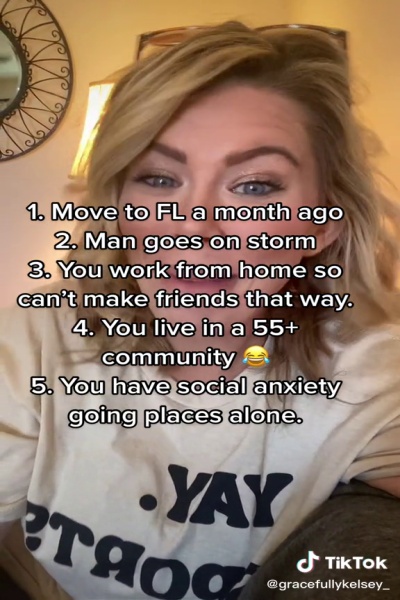 1. Move to FL a month ago
2. Man goes on storm
3. You work from home so
can't make friends that way.
4. You live in a 55+
community 😂
5. You have social anxiety
going places alone.
YAY.
SPORTS
TikTok
@gracefullykelsey_